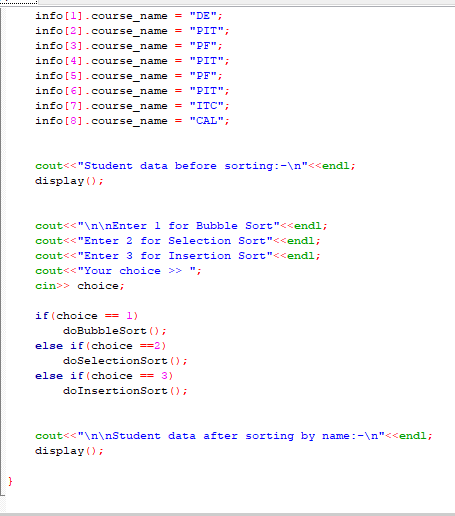 info[1].course_name = "DE";
info[2].course_name = "PIT";
info[3].course_name = "PF";
info[4].course_name = "PIT";
info[5].course_name = "PF";
info[6].course_name = "PIT";
info[7].course_name = "ITC";
info[8].course_name = "CAL";
cout<<"Student data before sorting:-\n"<<endl;
display();
cout<<"\n\nEnter 1 for Bubble Sort"<<endl;
cout<<"Enter 2 for Selection Sort"<<endl;
cout<<"Enter 3 for Insertion Sort"<<endl;
cout<<"Your choice >> ";
cin>> choice;
if(choice == 1)
doBubbleSort();
else if(choice ==2)
doSelectionSort();
else if(choice == 3)
doInsertionSort();
cout<<"\n\nStudent data after sorting by name:-\n"<<endl;
display();
}